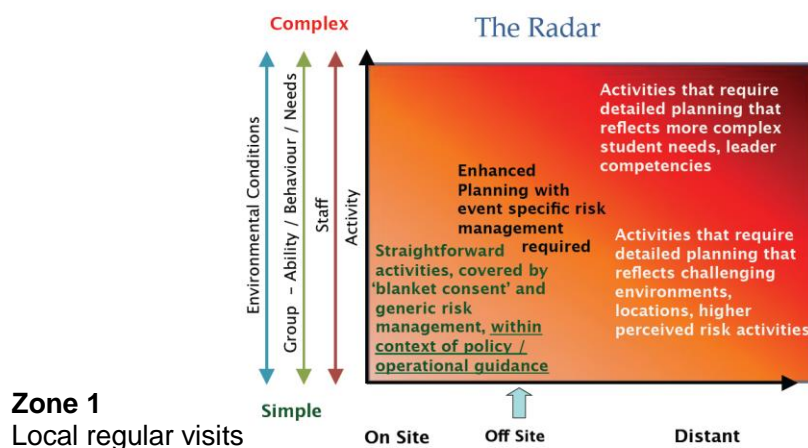 Complex
The Radar
Environmental Conditions
Group - Ability / Behaviour / Needs
Staff
Activity
Activities that require
detailed planning that
reflects more complex
student needs, leader
competencies
Enhanced
Planning with
event specific risk
management
required
Straightforward
activities, covered by
'blanket consent' and
generic risk
management, within
context of policy /
operational guidance
Activities that require
detailed planning that
reflects challenging
environments,
locations, higher
perceived risk activities
Simple
On Site
Off Site
Distant
Zone 1
Local regular visits